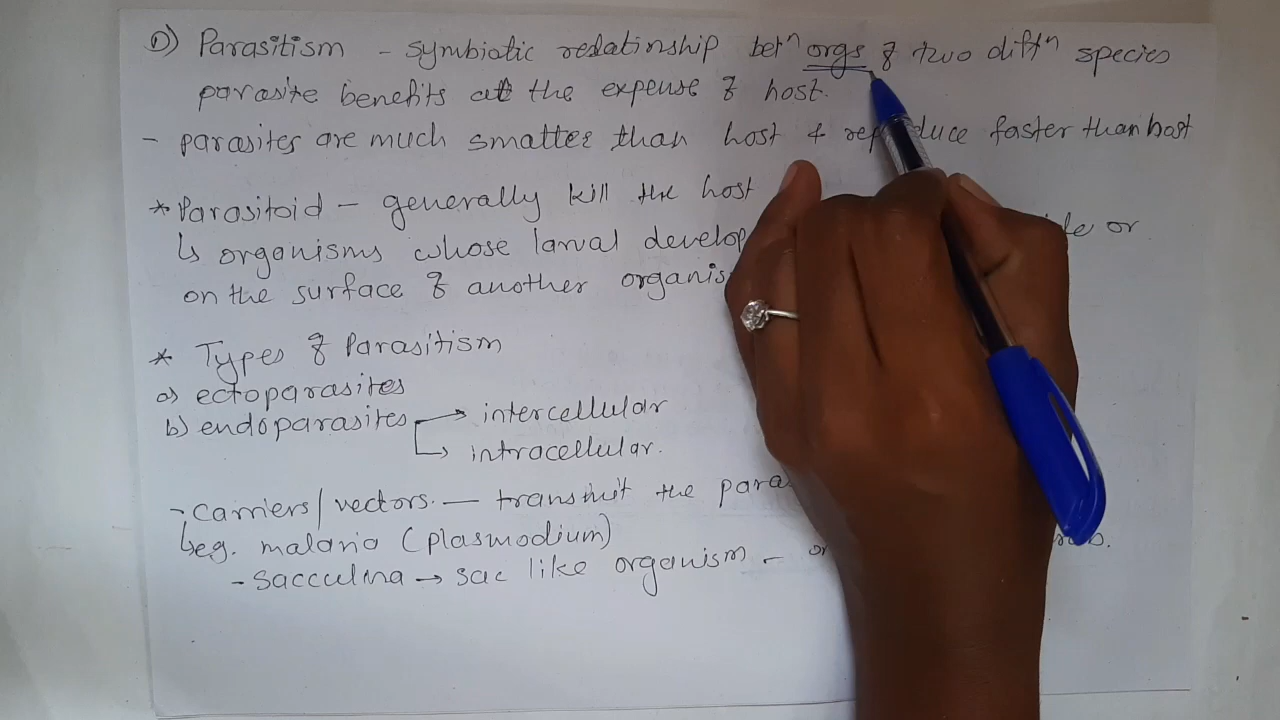 D) Parasitism - symbiotic relationship betⁿ orgs of two diftⁿ species
parasite benefits at the expense of host.
- parasites are much smatter than host & reproduce faster than host
* Parasitoid - generally kill the host
↳ organisms whose larval develop or
on the surface of another organis
* Types of Parasitism
a) ectoparasites
b) endoparasites → intercellular
↳ intracellular.
- carriers/vectors. — transmit the para
↳ eg. malaria (plasmodium)
- sacculina → sac like organism -